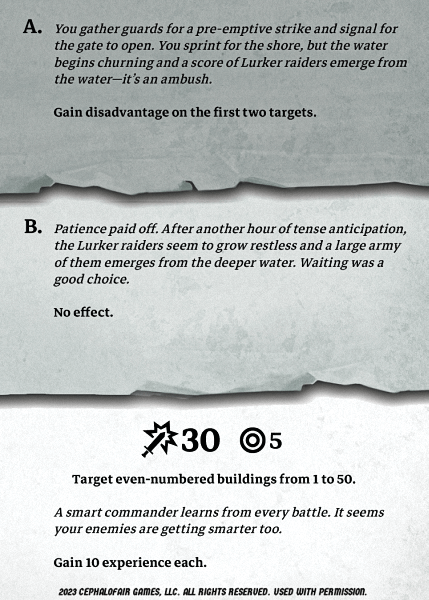 A. You gather guards for a pre-emptive strike and signal for
the gate to open. You sprint for the shore, but the water
begins churning and a score of Lurker raiders emerge from
the water—it's an ambush.
Gain disadvantage on the first two targets.
B. Patience paid off. After another hour of tense anticipation,
the Lurker raiders seem to grow restless and a large army
of them emerges from the deeper water. Waiting was a
good choice.
No effect.
30 5
Target even-numbered buildings from 1 to 50.
A smart commander learns from every battle. It seems
your enemies are getting smarter too.
Gain 10 experience each.
2023 CEPHALOFAIR GAMES, LLC. ALL RIGHTS RESERVED. USED WITH PERMISSION.